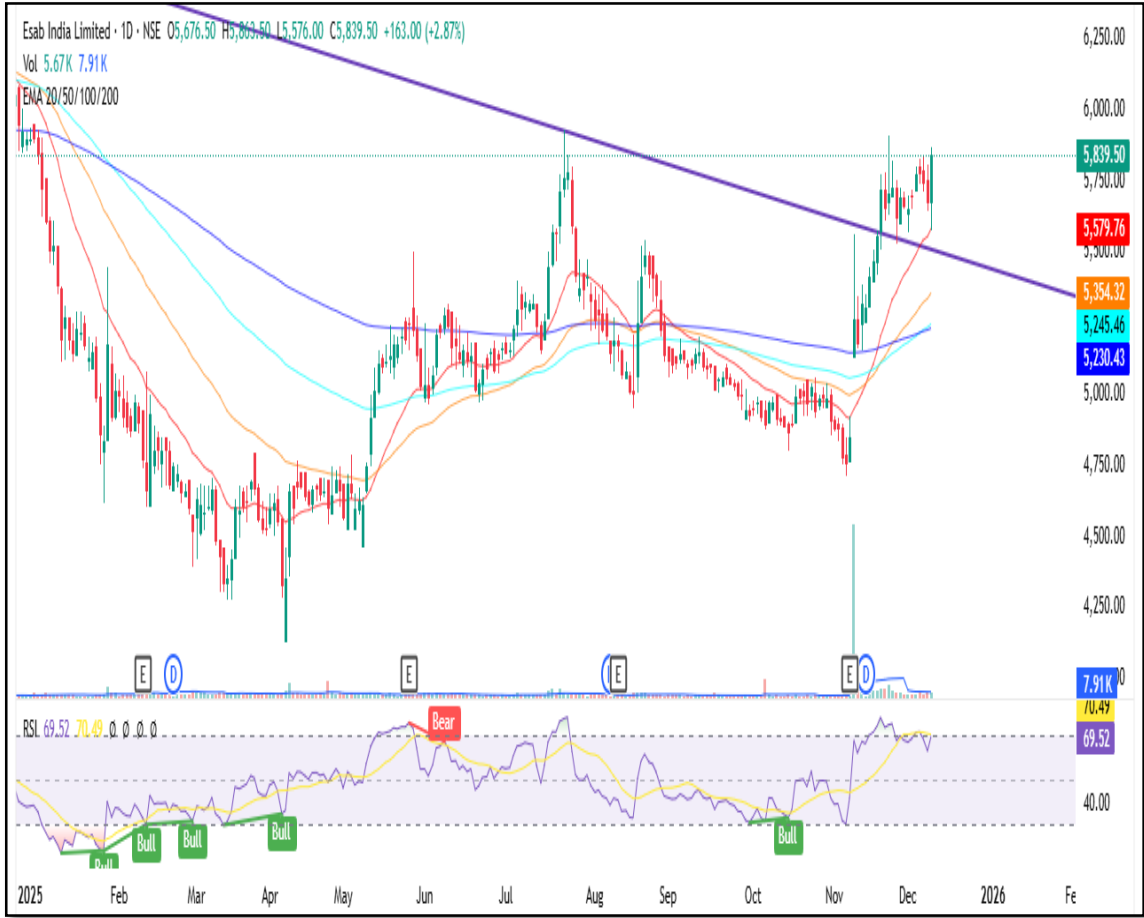 Esab India Limited · 1D · NSE O5,676.50 H5,863.50 L5,576.00 C5,839.50 +163.00 (+2.87%)
Vol 5.67K 7.91K
EMA 20/50/100/200
6,250.00
6,000.00
5,839.50
5,750.00
5,579.76
5,500.00
5,354.32
5,245.46
5,230.43
5,000.00
4,750.00
4,500.00
4,250.00
E D E E E D
7.91K
70.49
RSI 69.52 70.49 Ø Ø Ø Ø
Bear
69.52
40.00
Bull Bull Bull Bull Bull
2025 Feb Mar Apr May Jun Jul Aug Sep Oct Nov Dec 2026 Fe